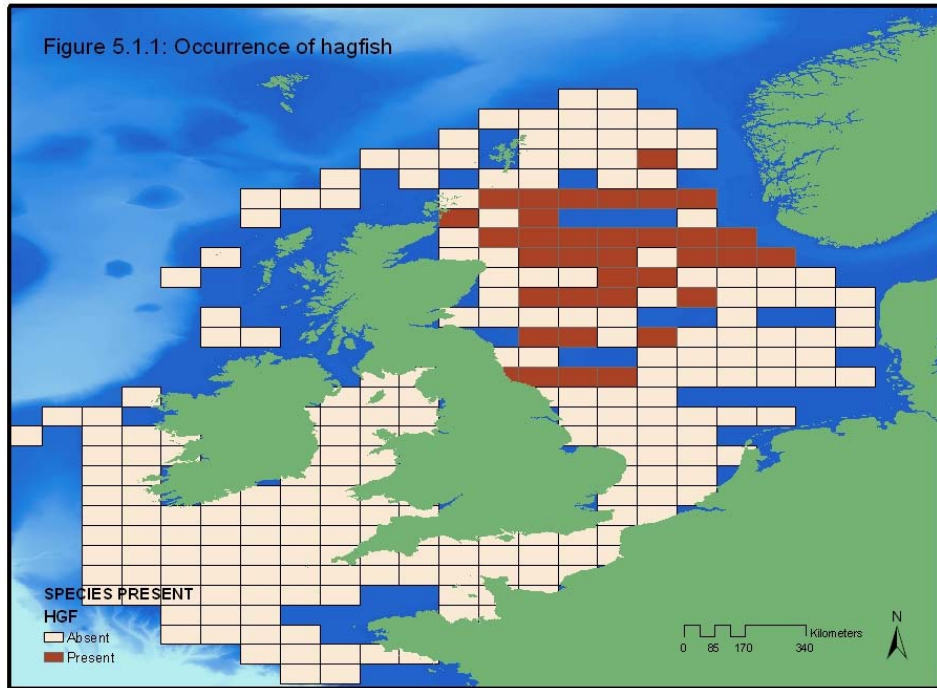 Figure 5.1.1: Occurrence of hagfish
SPECIES PRESENT
HGF
Absent
Present
N
Kilometers
0 85 170 340